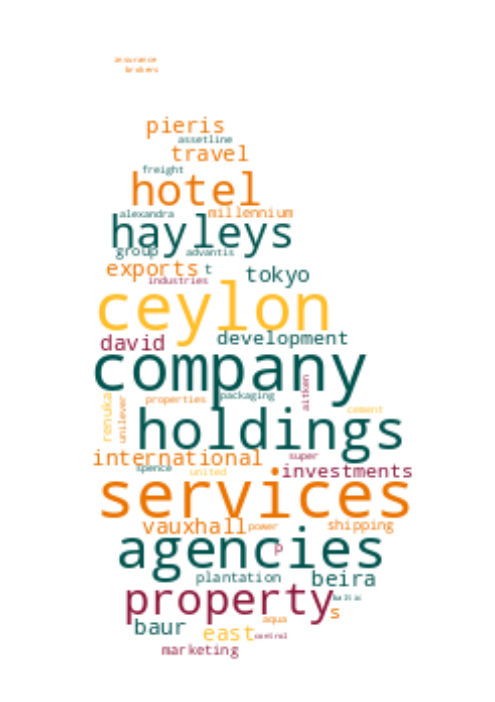 insurance
brokers
pieris
assetline
travel
freight
hotel
alexandra millennium
hayleys
group advantis
exports t tokyo
industries
ceylon
david development
company
renuka unilever properties packaging aitken cement
holdings
international super
spence united investments
services
vauxhall power shipping
agencies p
plantation beira
property baltic
s
baur east aqua
control
marketing